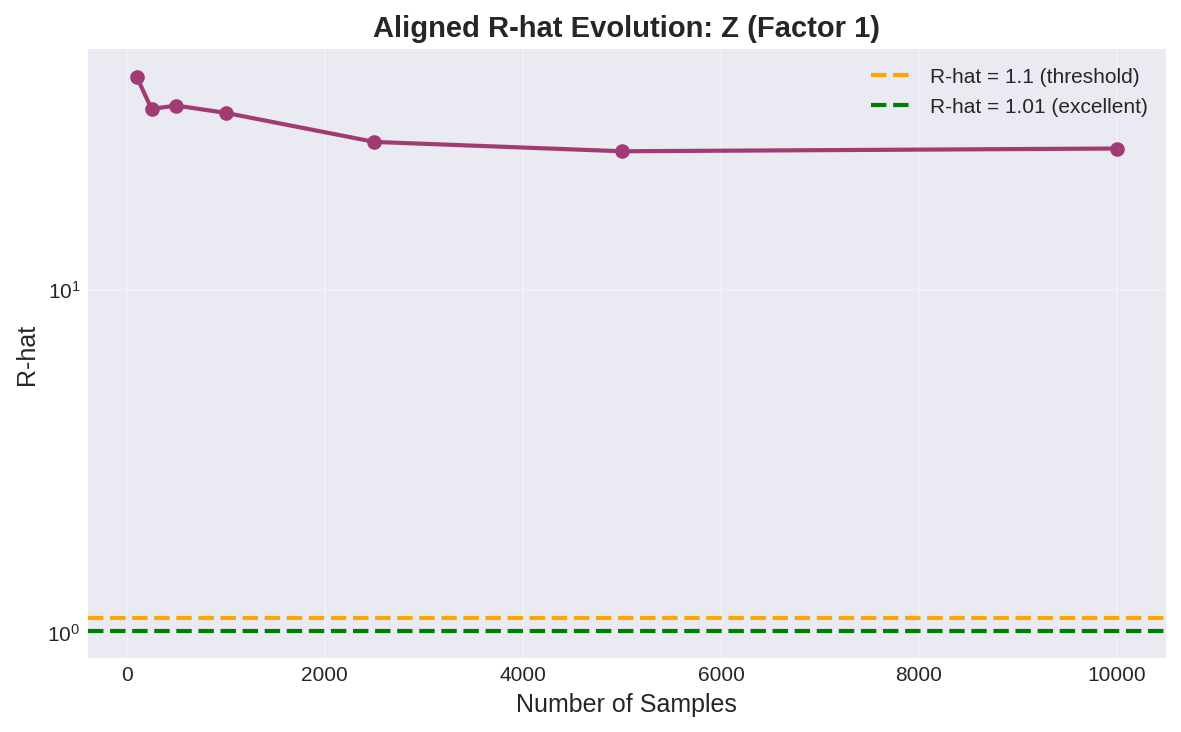 Aligned R-hat Evolution: Z (Factor 1)
R-hat = 1.1 (threshold)
R-hat = 1.01 (excellent)
10¹
10⁰
R-hat
0 2000 4000 6000 8000 10000
Number of Samples